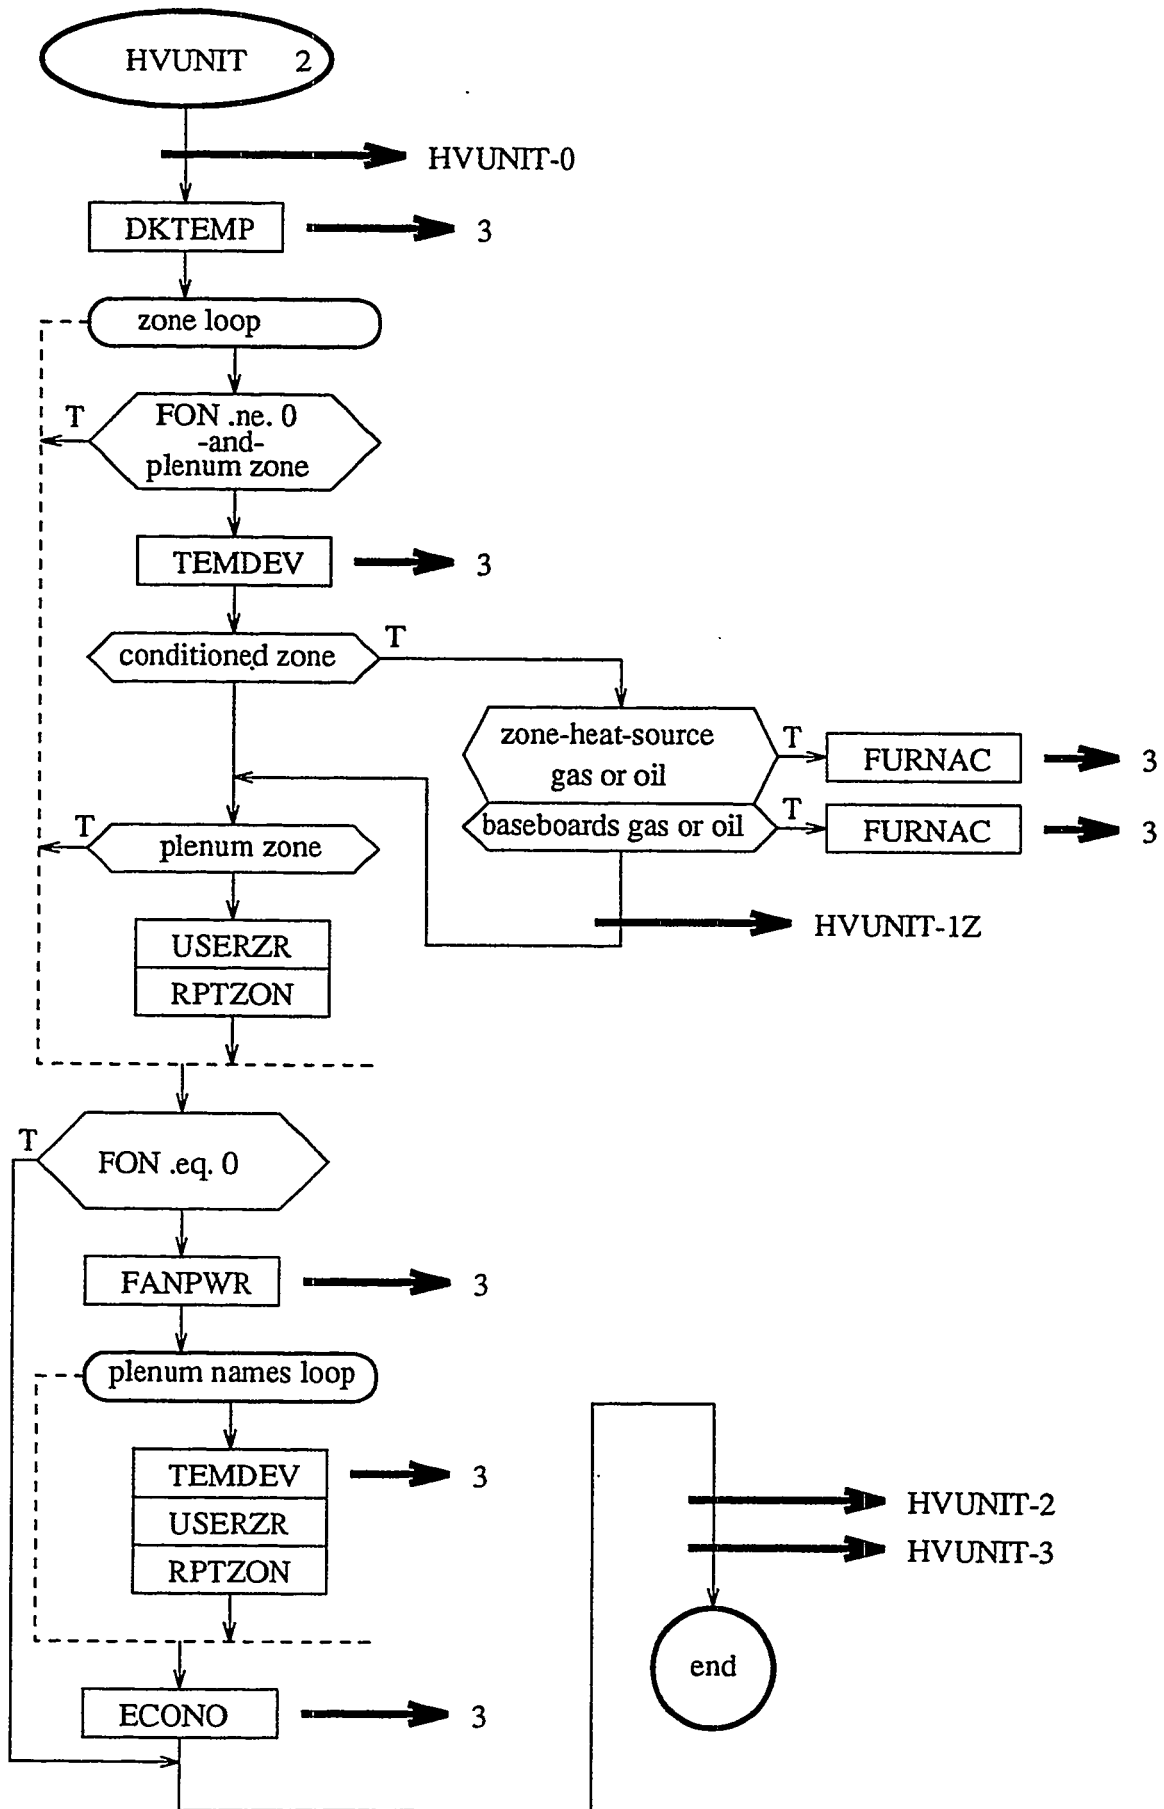 HVUNIT 2
HVUNIT-0
DKTEMP
3
zone loop
T
FON .ne. 0
-and-
plenum zone
TEMDEV
3
conditioned zone
T
zone-heat-source
gas or oil
T
FURNAC
3
baseboards gas or oil
T
FURNAC
3
T
plenum zone
HVUNIT-1Z
USERZR
RPTZON
T
FON .eq. 0
FANPWR
3
plenum names loop
TEMDEV
3
USERZR
RPTZON
HVUNIT-2
HVUNIT-3
end
ECONO
3